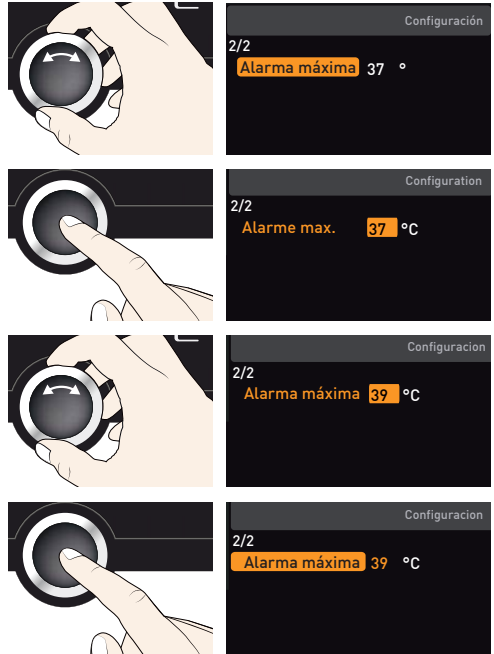 Configuración
2/2
Alarma máxima 37 °
Configuration
2/2
Alarme max. 37 °C
Configuracion
2/2
Alarma máxima 39 °C
Configuracion
2/2
Alarma máxima 39 °C